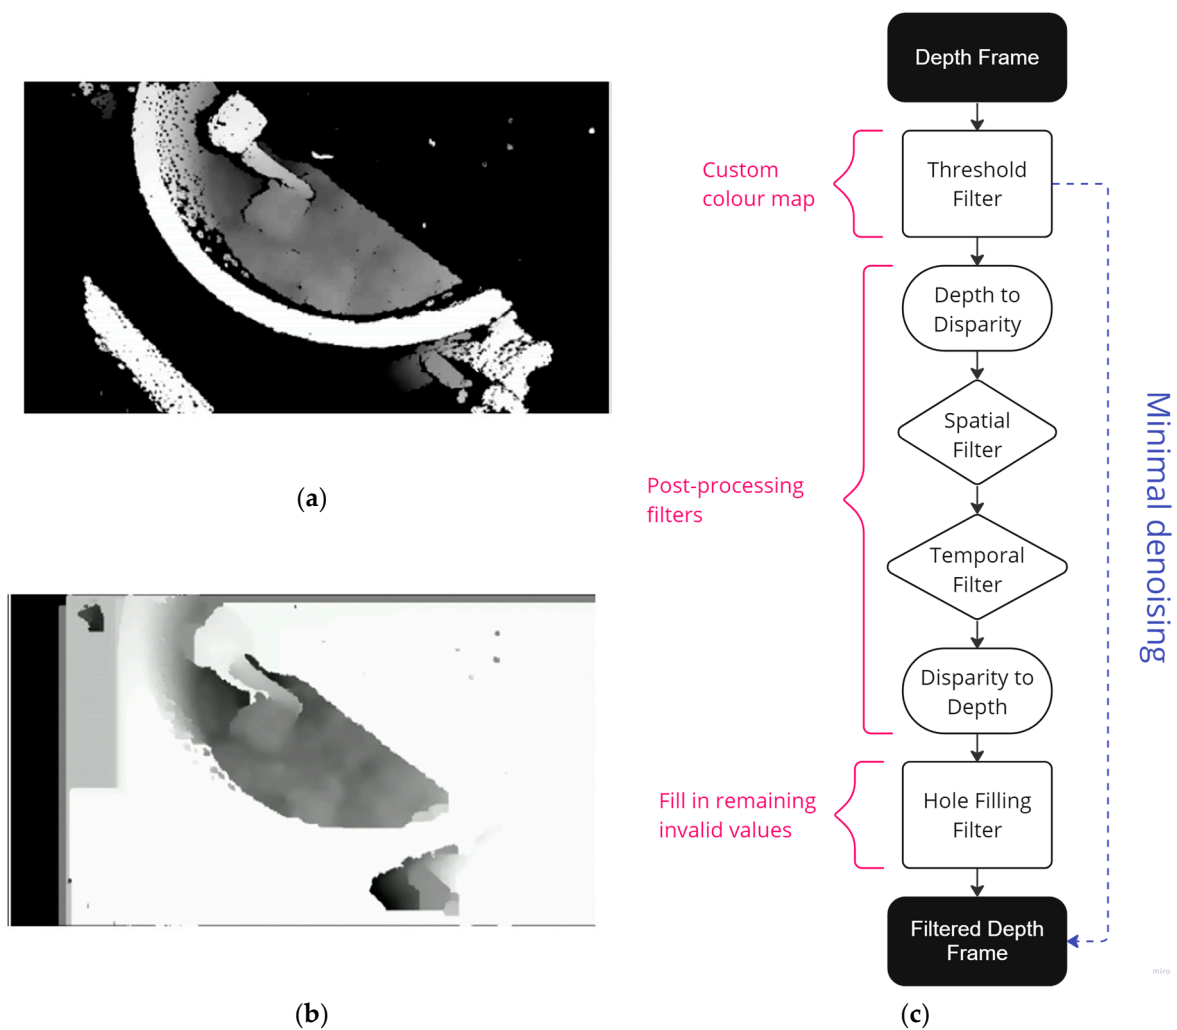 Depth Frame
Custom
colour map
Threshold
Filter
Depth to
Disparity
Spatial
Filter
Post-processing
filters
Temporal
Filter
Disparity to
Depth
Fill in remaining
invalid values
Hole Filling
Filter
Filtered Depth
Frame
Minimal denoising
miro
(a)
(b)
(c)